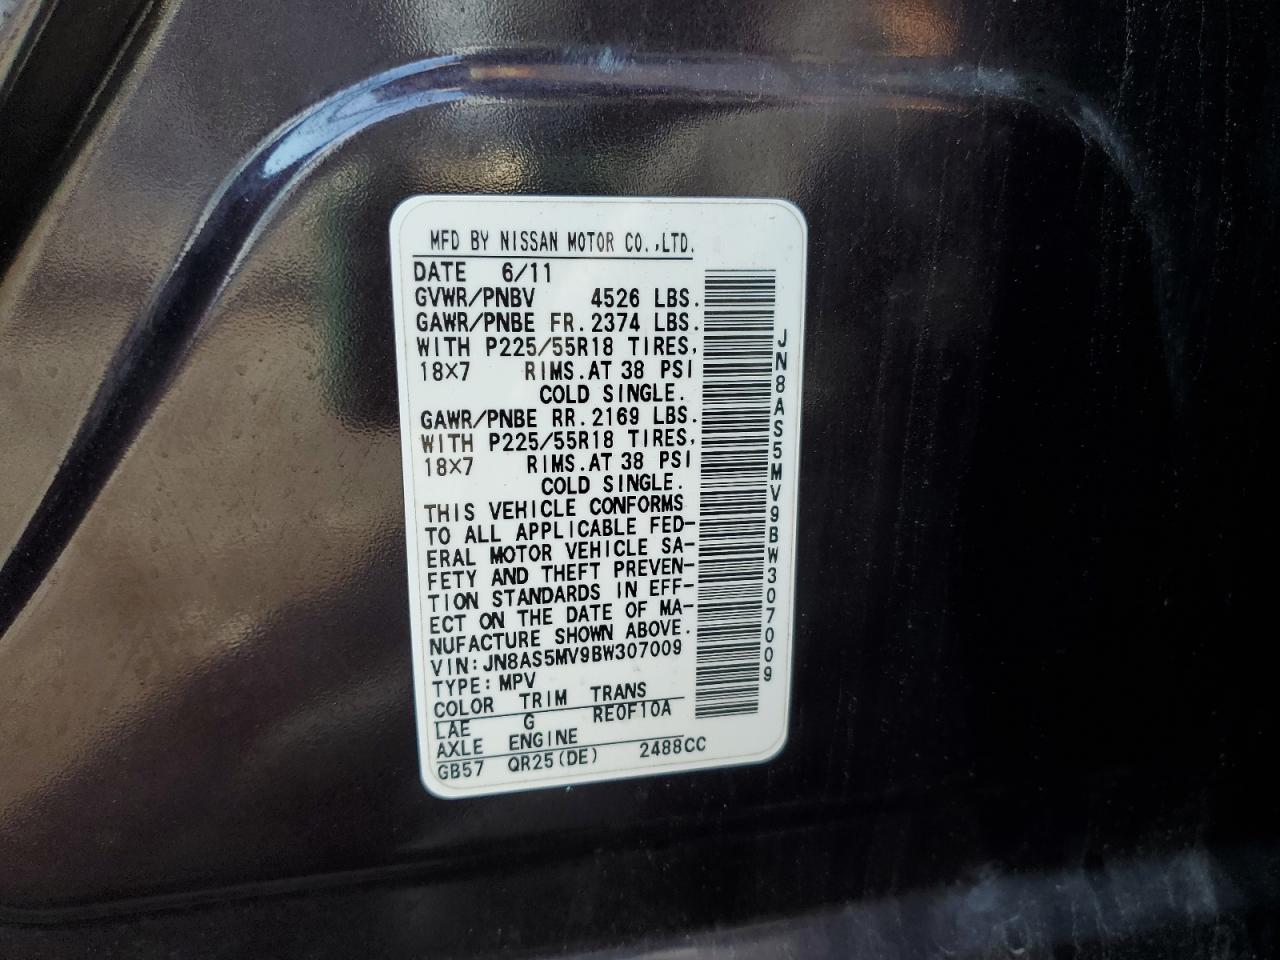 MFD BY NISSAN MOTOR CO.,LTD.
DATE 6/11
GVWR/PNBV 4526 LBS.
GAWR/PNBE FR.2374 LBS.
WITH P225/55R18 TIRES,
18×7 RIMS.AT 38 PSI
COLD SINGLE.
GAWR/PNBE RR.2169 LBS.
WITH P225/55R18 TIRES,
18×7 RIMS.AT 38 PSI
COLD SINGLE.
THIS VEHICLE CONFORMS
TO ALL APPLICABLE FED-
ERAL MOTOR VEHICLE SA-
FETY AND THEFT PREVEN-
TION STANDARDS IN EFF-
ECT ON THE DATE OF MA-
NUFACTURE SHOWN ABOVE.
VIN:JN8AS5MV9BW307009
TYPE:MPV
COLOR TRIM TRANS
LAE G RE0F10A
AXLE ENGINE
GB57 QR25(DE) 2488CC
JN8AS5MV9BW307009